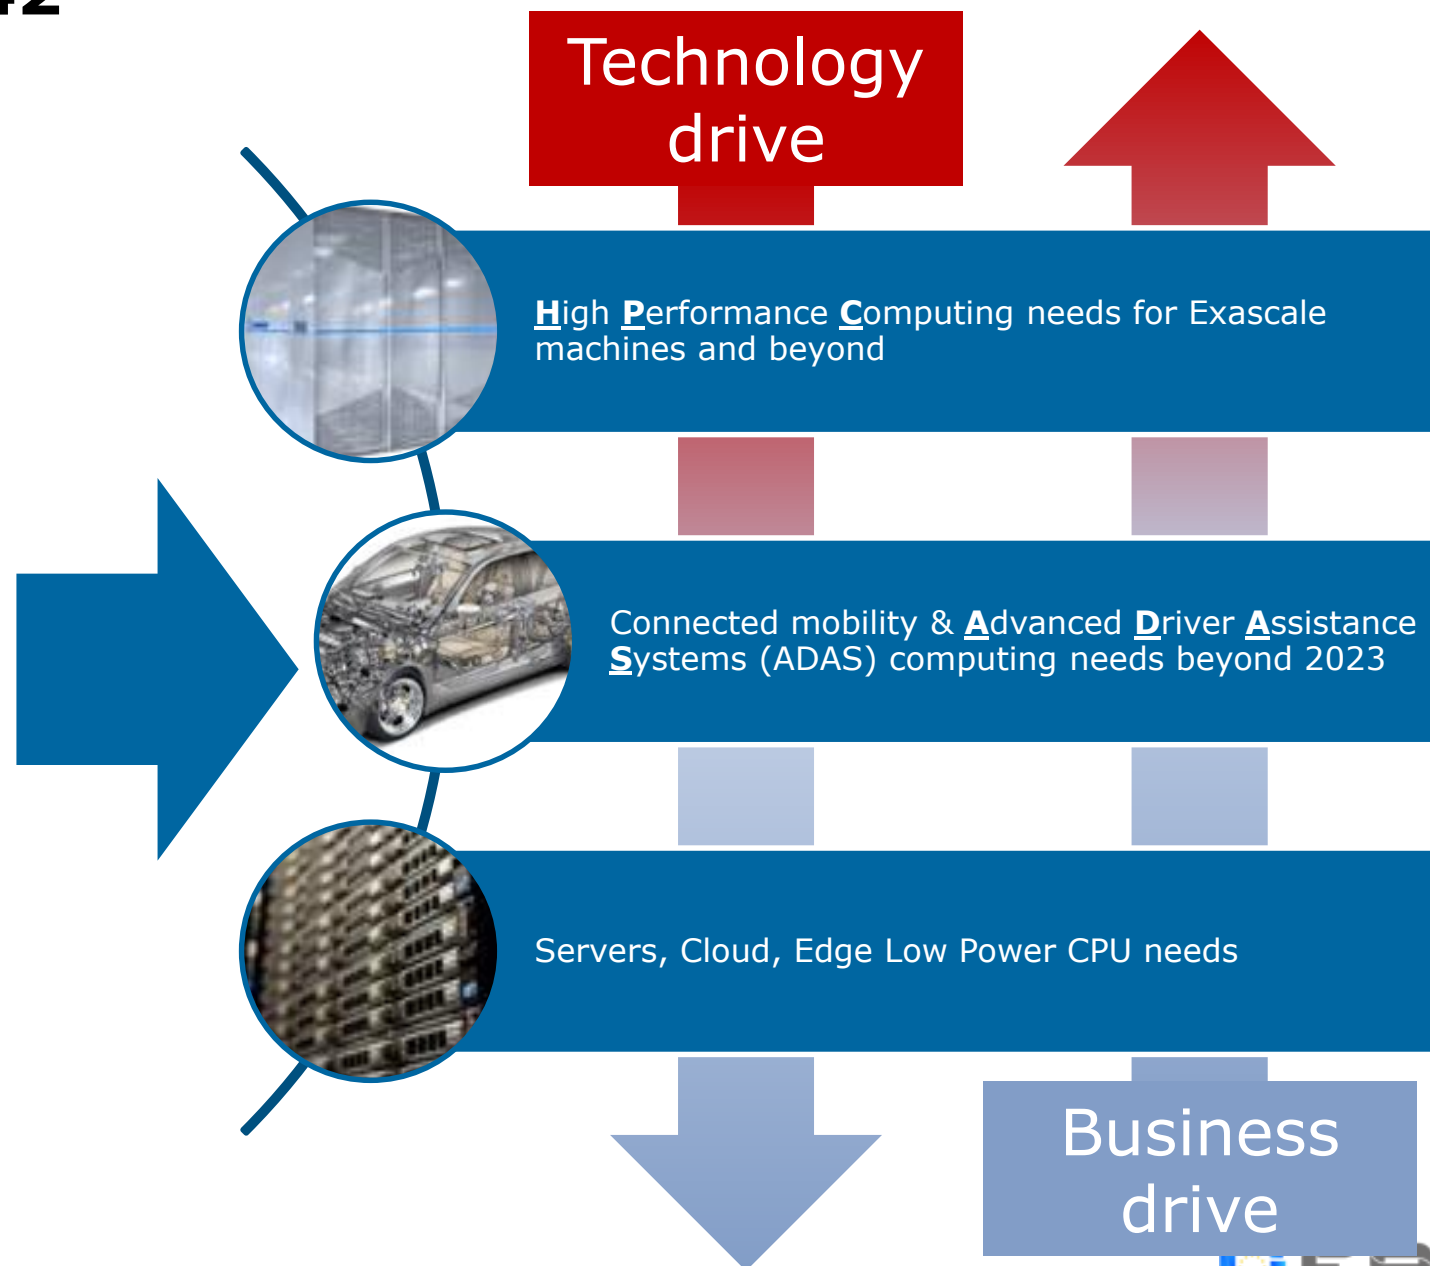 Technology
drive
High Performance Computing needs for Exascale
machines and beyond
Connected mobility & Advanced Driver Assistance
Systems (ADAS) computing needs beyond 2023
Servers, Cloud, Edge Low Power CPU needs
Business
drive